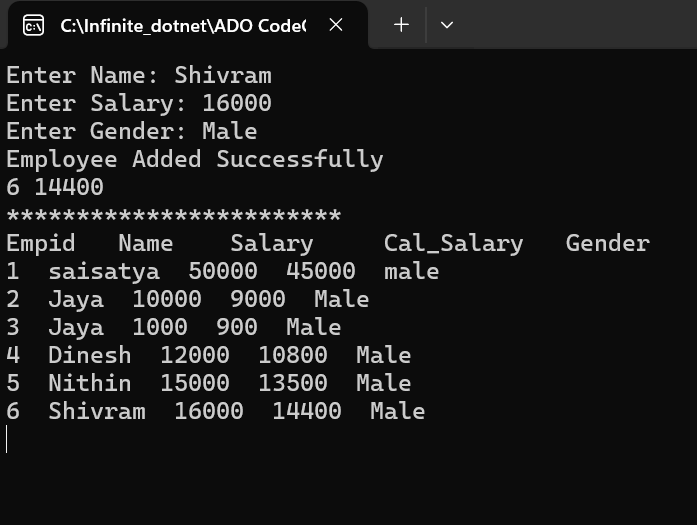 C:\Infinite_dotnet\ADO Code
Enter Name: Shivram
Enter Salary: 16000
Enter Gender: Male
Employee Added Successfully
6 14400
************************
Empid   Name    Salary     Cal_Salary   Gender
1  saisatya  50000  45000  male
2  Jaya  10000  9000  Male
3  Jaya  1000  900  Male
4  Dinesh  12000  10800  Male
5  Nithin  15000  13500  Male
6  Shivram  16000  14400  Male